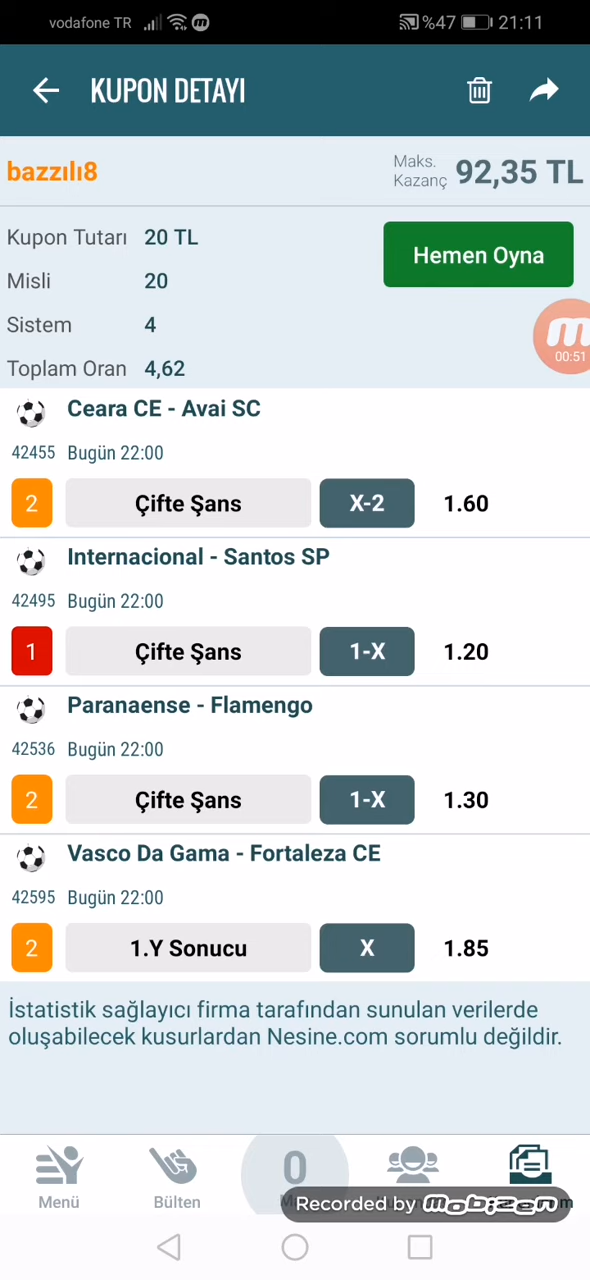 vodafone TR %47 21:11
KUPON DETAYI
bazzılı8 Maks. Kazanç 92,35 TL
Kupon Tutarı 20 TL
Hemen Oyna
Misli 20
Sistem 4
00:51
Toplam Oran 4,62
Ceara CE - Avai SC
42455 Bugün 22:00
2 Çifte Şans X-2 1.60
Internacional - Santos SP
42495 Bugün 22:00
1 Çifte Şans 1-X 1.20
Paranaense - Flamengo
42536 Bugün 22:00
2 Çifte Şans 1-X 1.30
Vasco Da Gama - Fortaleza CE
42595 Bugün 22:00
2 1.Y Sonucu X 1.85
İstatistik sağlayıcı firma tarafından sunulan verilerde
oluşabilecek kusurlardan Nesine.com sorumlu değildir.
0
Menü Bülten
Recorded by mobizen